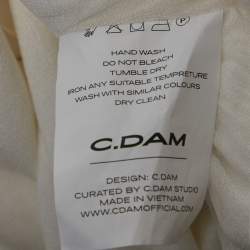 HAND WASH
DO NOT BLEACH
TUMBLE DRY
IRON ANY SUITABLE TEMPRETURE
WASH WITH SIMILAR COLOURS
DRY CLEAN
C.DAM
DESIGN: C.DAM
CURATED BY C.DAM STUDIO
MADE IN VIETNAM
WWW.CDAMOFFICIAL.COM